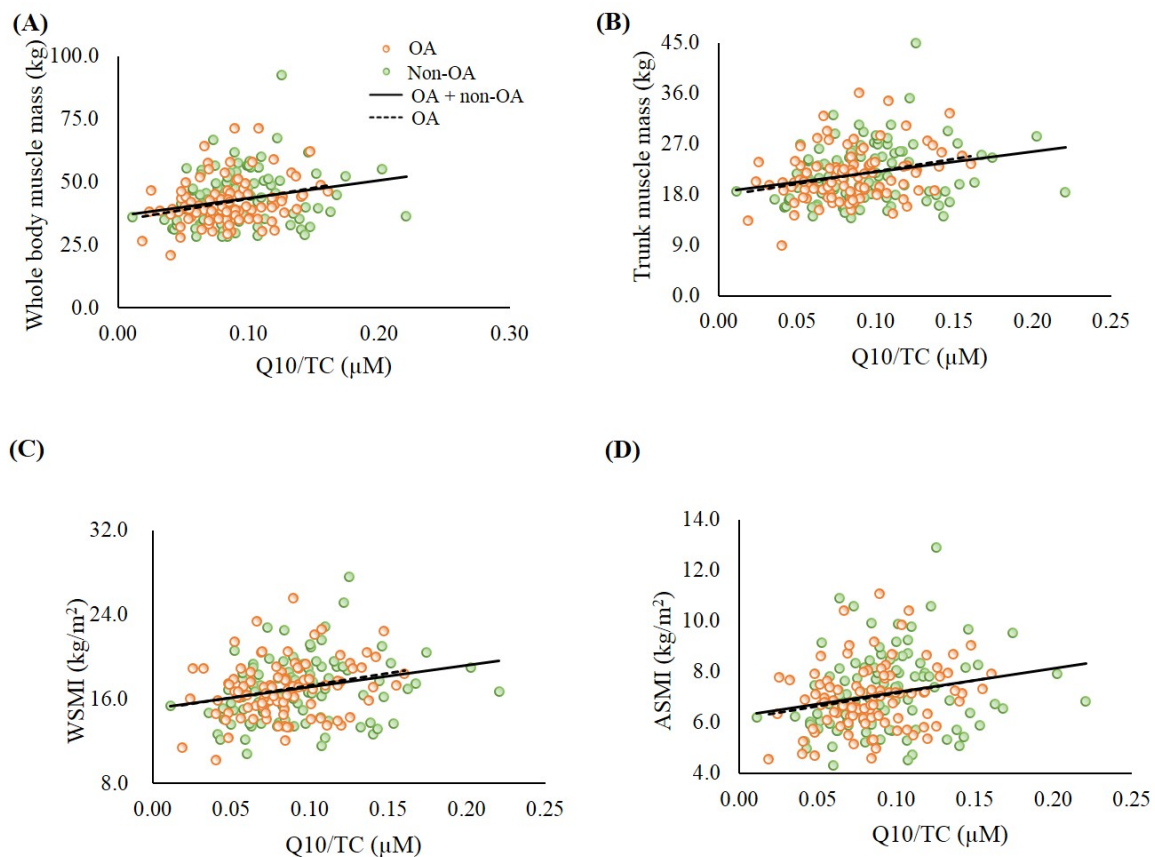 (A)
Whole body muscle mass (kg)
100.0
75.0
50.0
25.0
0.0
0.00 0.10 0.20 0.30
Q10/TC (µM)
OA
Non-OA
OA + non-OA
OA
(B)
Trunk muscle mass (kg)
45.0
36.0
27.0
18.0
9.0
0.0
0.00 0.05 0.10 0.15 0.20 0.25
Q10/TC (µM)
(C)
WSMI (kg/m²)
32.0
24.0
16.0
8.0
0.00 0.05 0.10 0.15 0.20 0.25
Q10/TC (µM)
(D)
ASMI (kg/m²)
14.0
12.0
10.0
8.0
6.0
4.0
0.00 0.05 0.10 0.15 0.20 0.25
Q10/TC (µM)